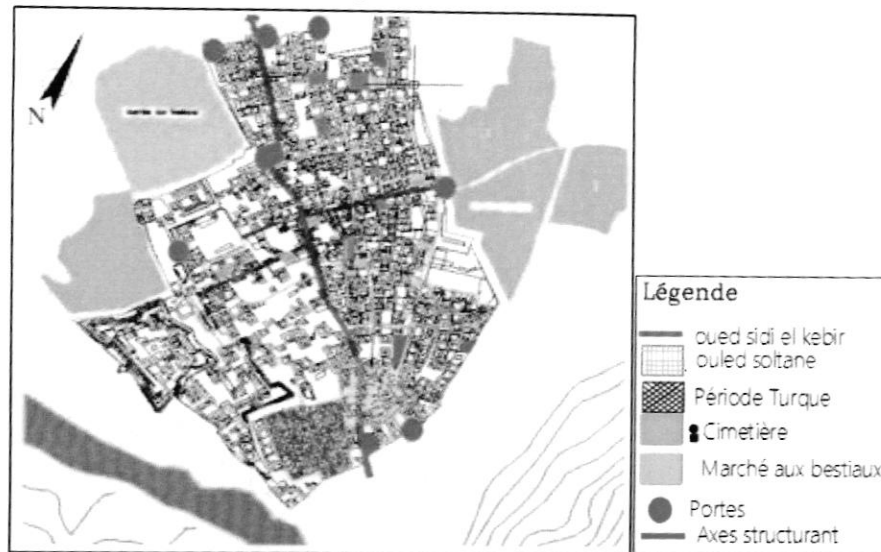 N
Légende
oued sidi el kebir
ouled soltane
Période Turque
Cimetière
Marché aux bestiaux
Portes
Axes structurant